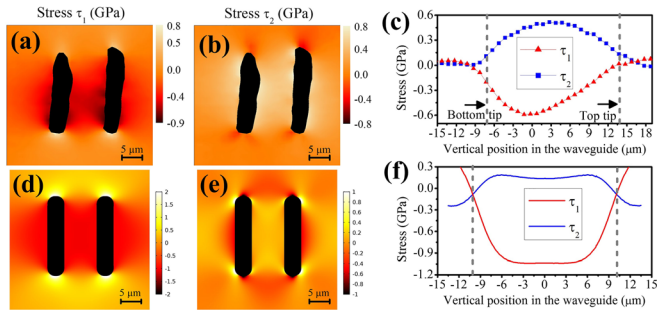 Stress τ1 (GPa)
Stress τ2 (GPa)
(a)
0.8
0.4
0.0
-0.4
-0.9
5 μm
(b)
0.8
0.4
0.0
-0.4
-0.8
5 μm
(c)
Stress (GPa)
0.6
0.3
0.0
-0.3
-0.6
τ1
τ2
Bottom tip
Top tip
-15 -12 -9 -6 -3 0 3 6 9 12 15 18
Vertical position in the waveguide (μm)
(d)
2
1.5
1
0.5
0
-0.5
-1
-1.5
-2
5 μm
(e)
1
0.8
0.6
0.4
0.2
0
-0.2
-0.4
-0.6
-0.8
-1
5 μm
(f)
Stress (GPa)
0.3
0.0
-0.3
-0.6
-0.9
-1.2
τ1
τ2
-15 -12 -9 -6 -3 0 3 6 9 12 15
Vertical position in the waveguide (μm)